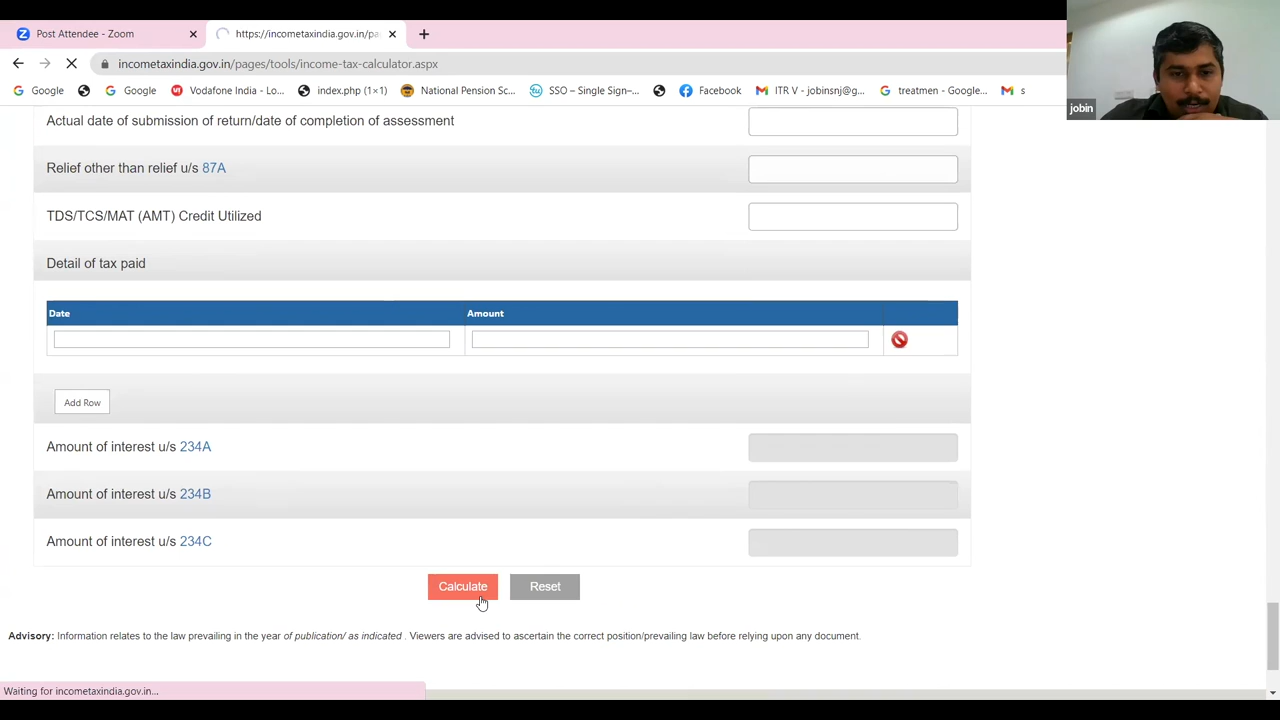 Post Attendee - Zoom
https://incometaxindia.gov.in/pa
incometaxindia.gov.in/pages/tools/income-tax-calculator.aspx
Google
Google
Vodafone India - Lo...
index.php (1×1)
National Pension Sc...
SSO – Single Sign-...
Facebook
ITR V - jobinsnj@g...
treatmen - Google...
s
jobin
Actual date of submission of return/date of completion of assessment
Relief other than relief u/s 87A
TDS/TCS/MAT (AMT) Credit Utilized
Detail of tax paid
Date Amount
Add Row
Amount of interest u/s 234A
Amount of interest u/s 234B
Amount of interest u/s 234C
Calculate Reset
Advisory: Information relates to the law prevailing in the year of publication/ as indicated . Viewers are advised to ascertain the correct position/prevailing law before relying upon any document.
Waiting for incometaxindia.gov.in...